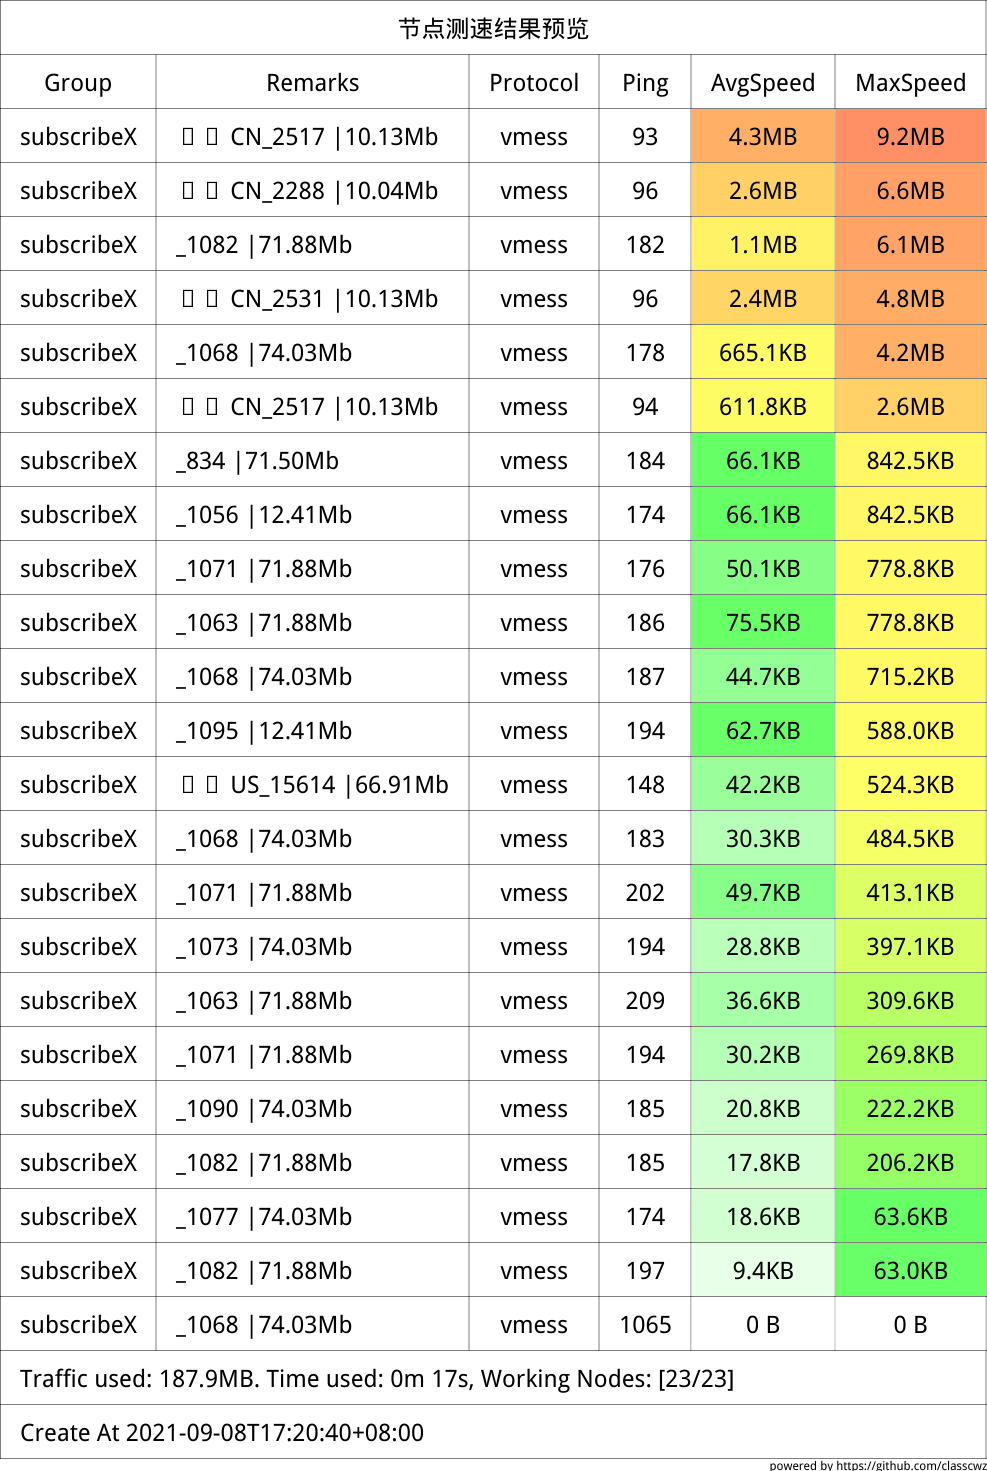 节点测速结果预览
Group Remarks Protocol Ping AvgSpeed MaxSpeed
subscribeX CN_2517 |10.13Mb vmess 93 4.3MB 9.2MB
subscribeX CN_2288 |10.04Mb vmess 96 2.6MB 6.6MB
subscribeX _1082 |71.88Mb vmess 182 1.1MB 6.1MB
subscribeX CN_2531 |10.13Mb vmess 96 2.4MB 4.8MB
subscribeX _1068 |74.03Mb vmess 178 665.1KB 4.2MB
subscribeX CN_2517 |10.13Mb vmess 94 611.8KB 2.6MB
subscribeX _834 |71.50Mb vmess 184 66.1KB 842.5KB
subscribeX _1056 |12.41Mb vmess 174 66.1KB 842.5KB
subscribeX _1071 |71.88Mb vmess 176 50.1KB 778.8KB
subscribeX _1063 |71.88Mb vmess 186 75.5KB 778.8KB
subscribeX _1068 |74.03Mb vmess 187 44.7KB 715.2KB
subscribeX _1095 |12.41Mb vmess 194 62.7KB 588.0KB
subscribeX US_15614 |66.91Mb vmess 148 42.2KB 524.3KB
subscribeX _1068 |74.03Mb vmess 183 30.3KB 484.5KB
subscribeX _1071 |71.88Mb vmess 202 49.7KB 413.1KB
subscribeX _1073 |74.03Mb vmess 194 28.8KB 397.1KB
subscribeX _1063 |71.88Mb vmess 209 36.6KB 309.6KB
subscribeX _1071 |71.88Mb vmess 194 30.2KB 269.8KB
subscribeX _1090 |74.03Mb vmess 185 20.8KB 222.2KB
subscribeX _1082 |71.88Mb vmess 185 17.8KB 206.2KB
subscribeX _1077 |74.03Mb vmess 174 18.6KB 63.6KB
subscribeX _1082 |71.88Mb vmess 197 9.4KB 63.0KB
subscribeX _1068 |74.03Mb vmess 1065 0 B 0 B
Traffic used: 187.9MB. Time used: 0m 17s, Working Nodes: [23/23]
Create At 2021-09-08T17:20:40+08:00
powered by https://github.com/classcwz